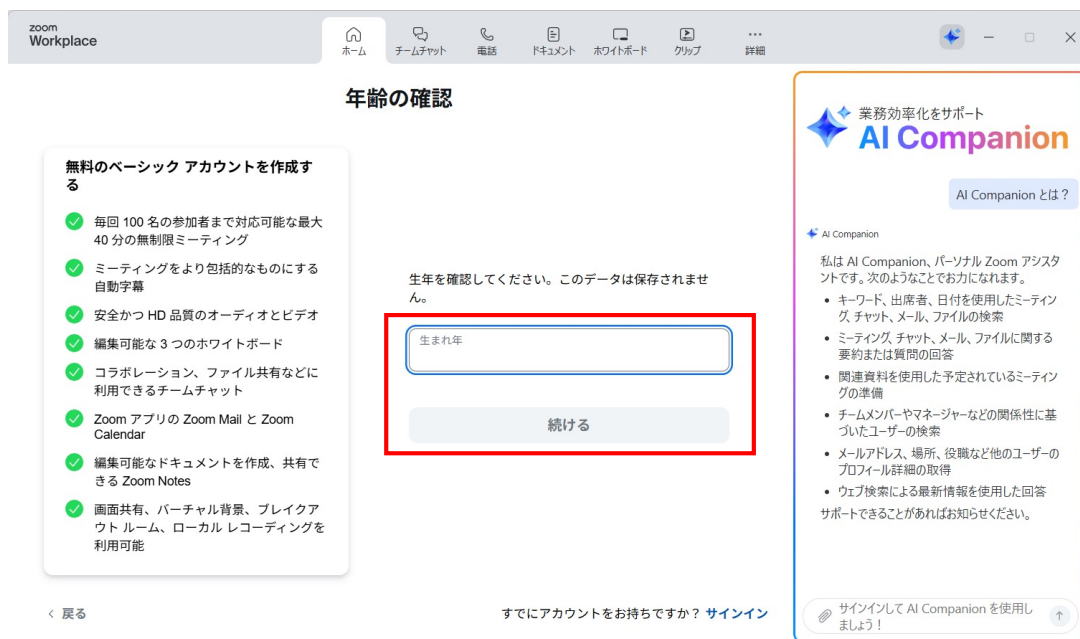 zoom
Workplace
ホーム
チームチャット
電話
ドキュメント
ホワイトボード
クリップ
詳細
年齢の確認
無料のベーシック アカウントを作成す
る
毎回 100 名の参加者まで対応可能な最大
40 分の無制限ミーティング
ミーティングをより包括的なものにする
自動字幕
安全かつ HD 品質のオーディオとビデオ
編集可能な 3 つのホワイトボード
コラボレーション、ファイル共有などに
利用できるチームチャット
Zoom アプリの Zoom Mail と Zoom
Calendar
編集可能なドキュメントを作成、共有で
きる Zoom Notes
画面共有、バーチャル背景、ブレイクア
ウト ルーム、ローカル レコーディングを
利用可能
生年を確認してください。このデータは保存されませ
ん。
生まれ年
続ける
戻る
すでにアカウントをお持ちですか？ サインイン
業務効率化をサポート
AI Companion
AI Companion とは？
AI Companion
私は AI Companion、パーソナル Zoom アシスタ
ントです。次のようなことでお力になれます。
• キーワード、出席者、日付を使用したミーティン
グ、チャット、メール、ファイルの検索
• ミーティング、チャット、メール、ファイルに関する
要約または質問の回答
• 関連資料を使用した予定されているミーティン
グの準備
• チームメンバーやマネージャーなどの関係性に基
づいたユーザーの検索
• メールアドレス、場所、役職など他のユーザーの
プロフィール詳細の取得
• ウェブ検索による最新情報を使用した回答
サポートできることがあればお知らせください。
サインインして AI Companion を使用し
ましょう！